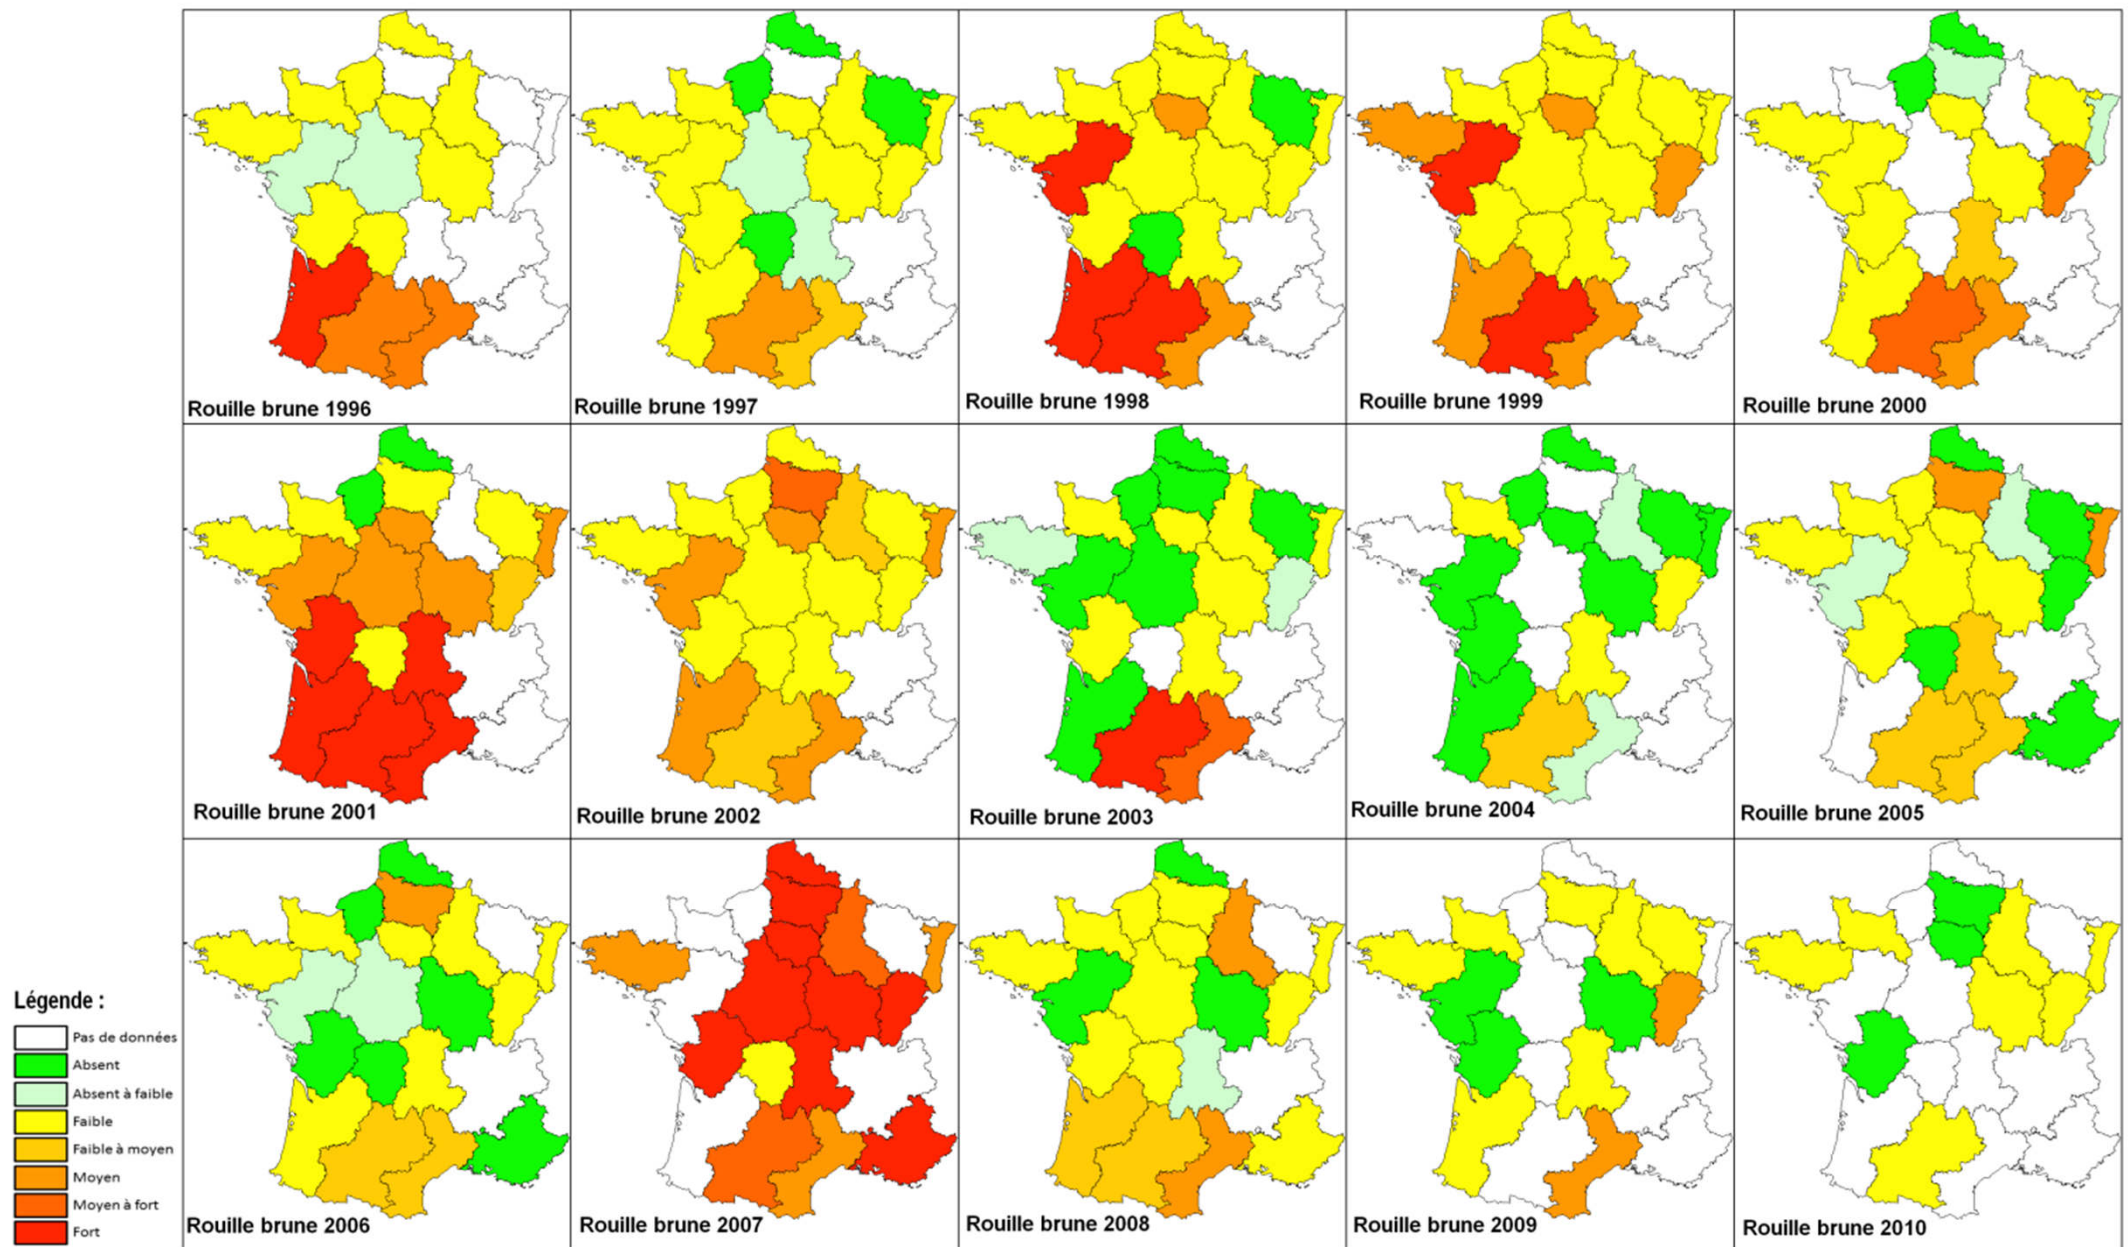 Rouille brune 1996
Rouille brune 1997
Rouille brune 1998
Rouille brune 1999
Rouille brune 2000
Rouille brune 2001
Rouille brune 2002
Rouille brune 2003
Rouille brune 2004
Rouille brune 2005
Rouille brune 2006
Rouille brune 2007
Rouille brune 2008
Rouille brune 2009
Rouille brune 2010
Légende :
Pas de données
Absent
Absent à faible
Faible
Faible à moyen
Moyen
Moyen à fort
Fort